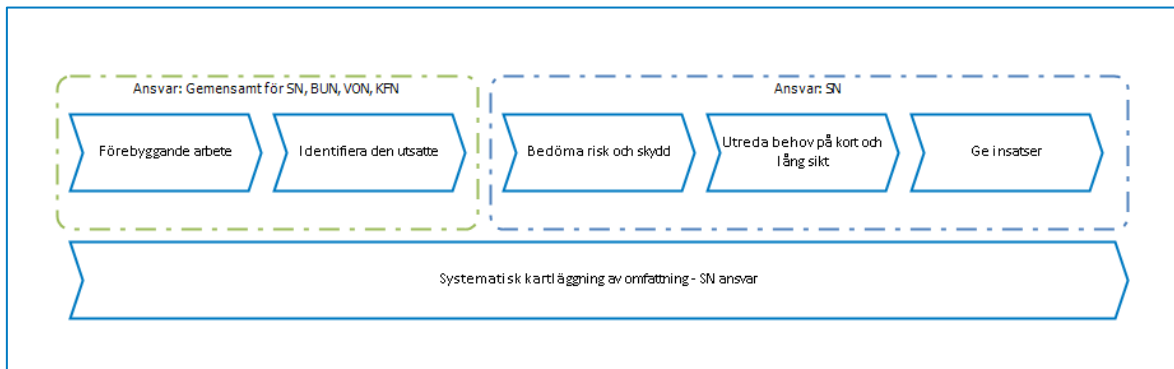 Ansvar: Gemensamt för SN, BUN, VON, KFN
Förebyggande arbete
Identifiera den utsatte
Ansvar: SN
Bedöma risk och skydd
Utreda behov på kort och
lång sikt
Ge insatser
Systematisk kartläggning av omfattning - SN ansvar